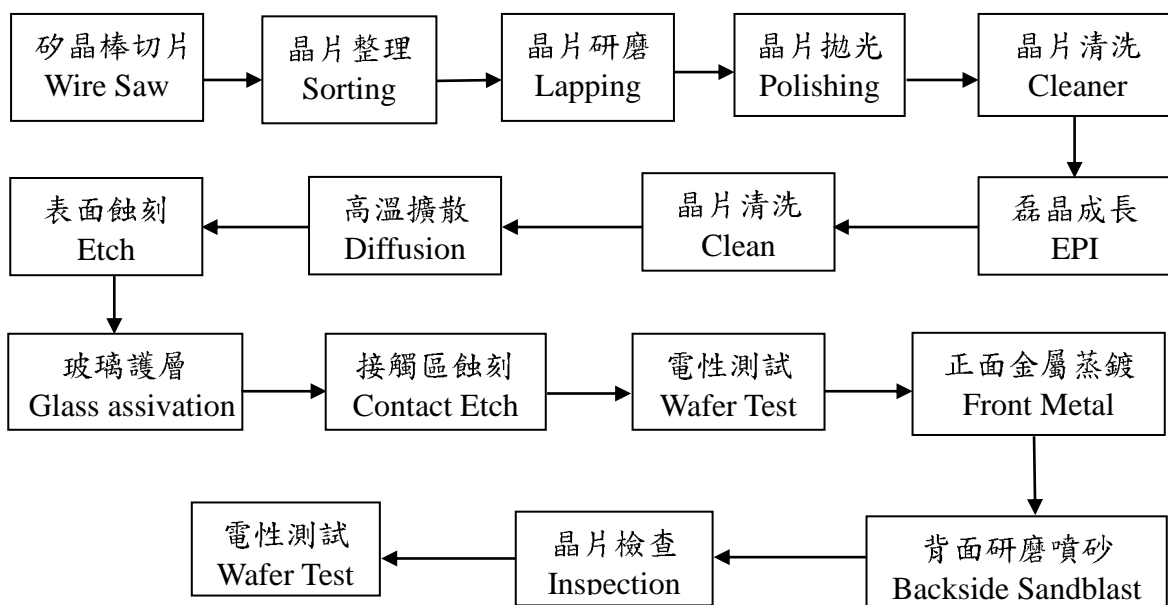 矽晶棒切片
Wire Saw
晶片整理
Sorting
晶片研磨
Lapping
晶片拋光
Polishing
晶片清洗
Cleaner
磊晶成長
EPI
晶片清洗
Clean
高溫擴散
Diffusion
表面蝕刻
Etch
玻璃護層
Glass assivation
接觸區蝕刻
Contact Etch
電性測試
Wafer Test
正面金屬蒸鍍
Front Metal
背面研磨噴砂
Backside Sandblast
晶片檢查
Inspection
電性測試
Wafer Test